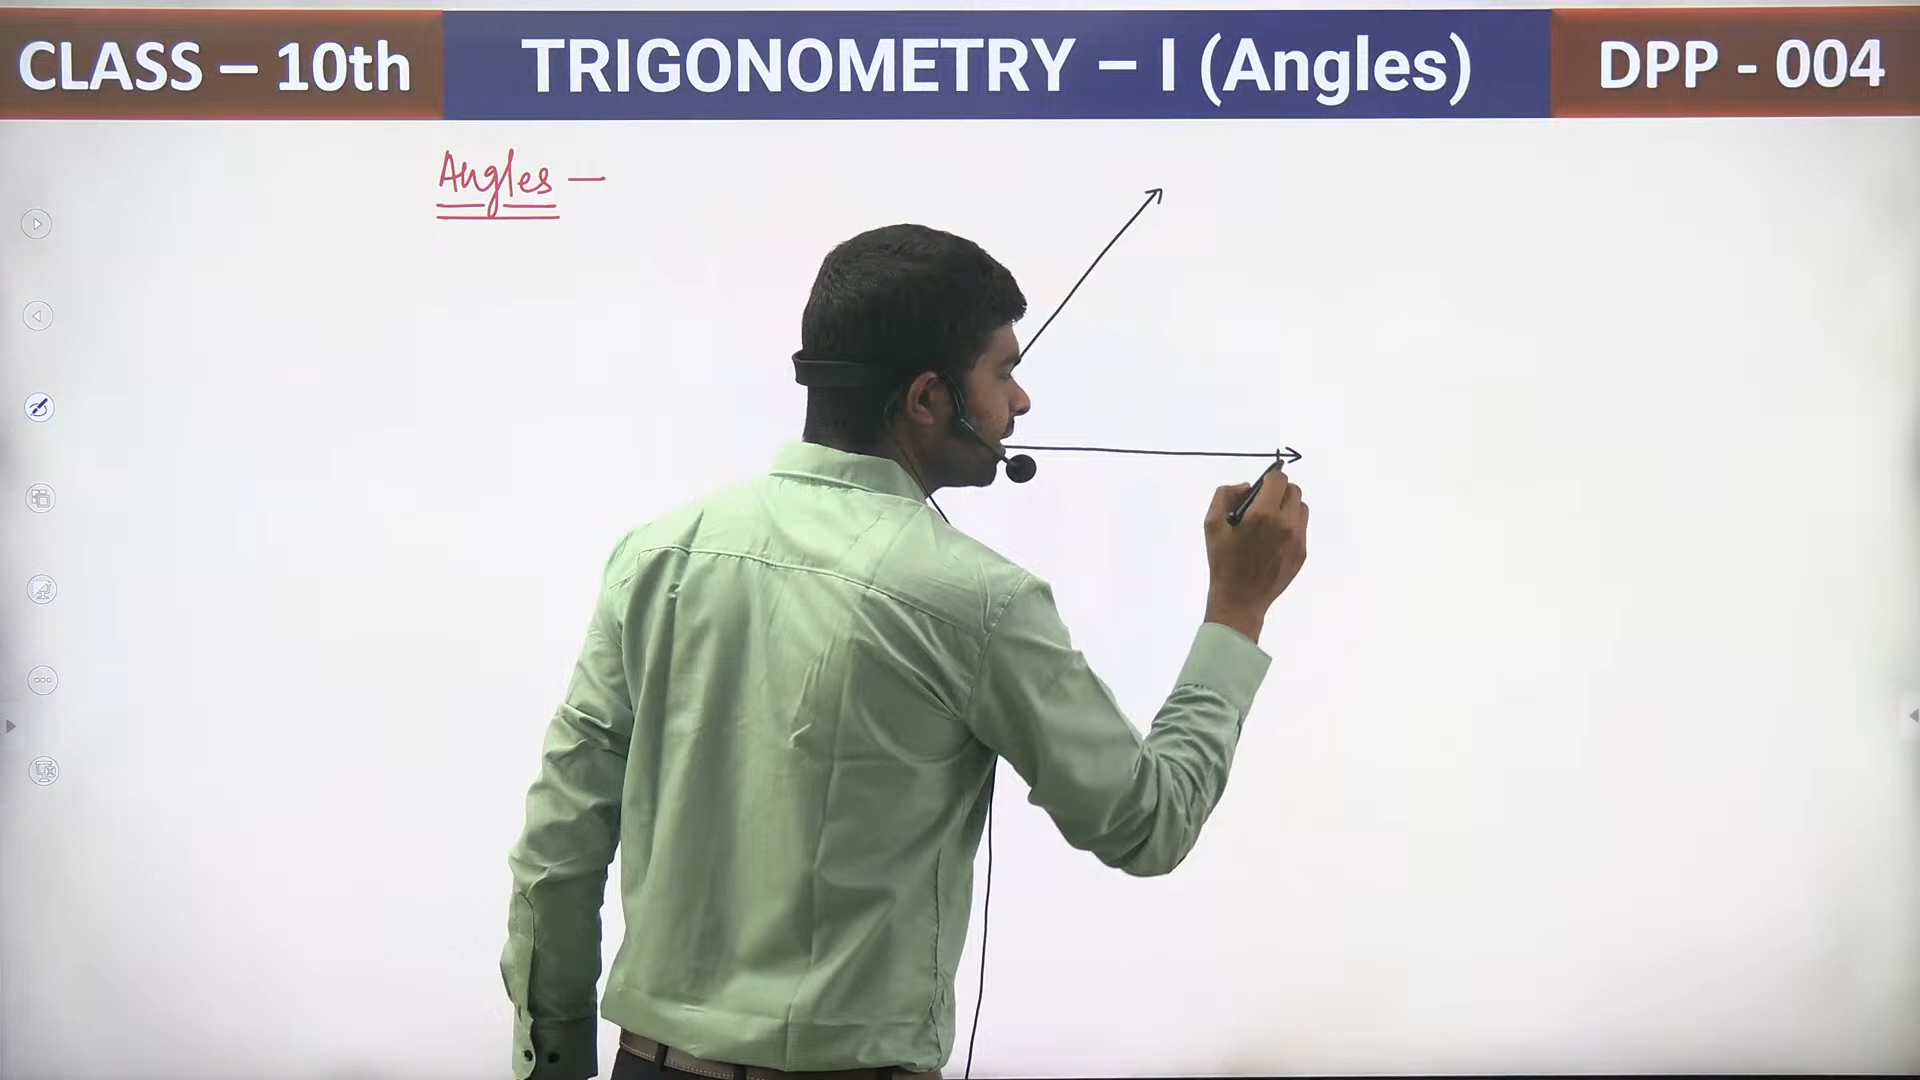 CLASS – 10th
TRIGONOMETRY – I (Angles)
DPP - 004
Angles —